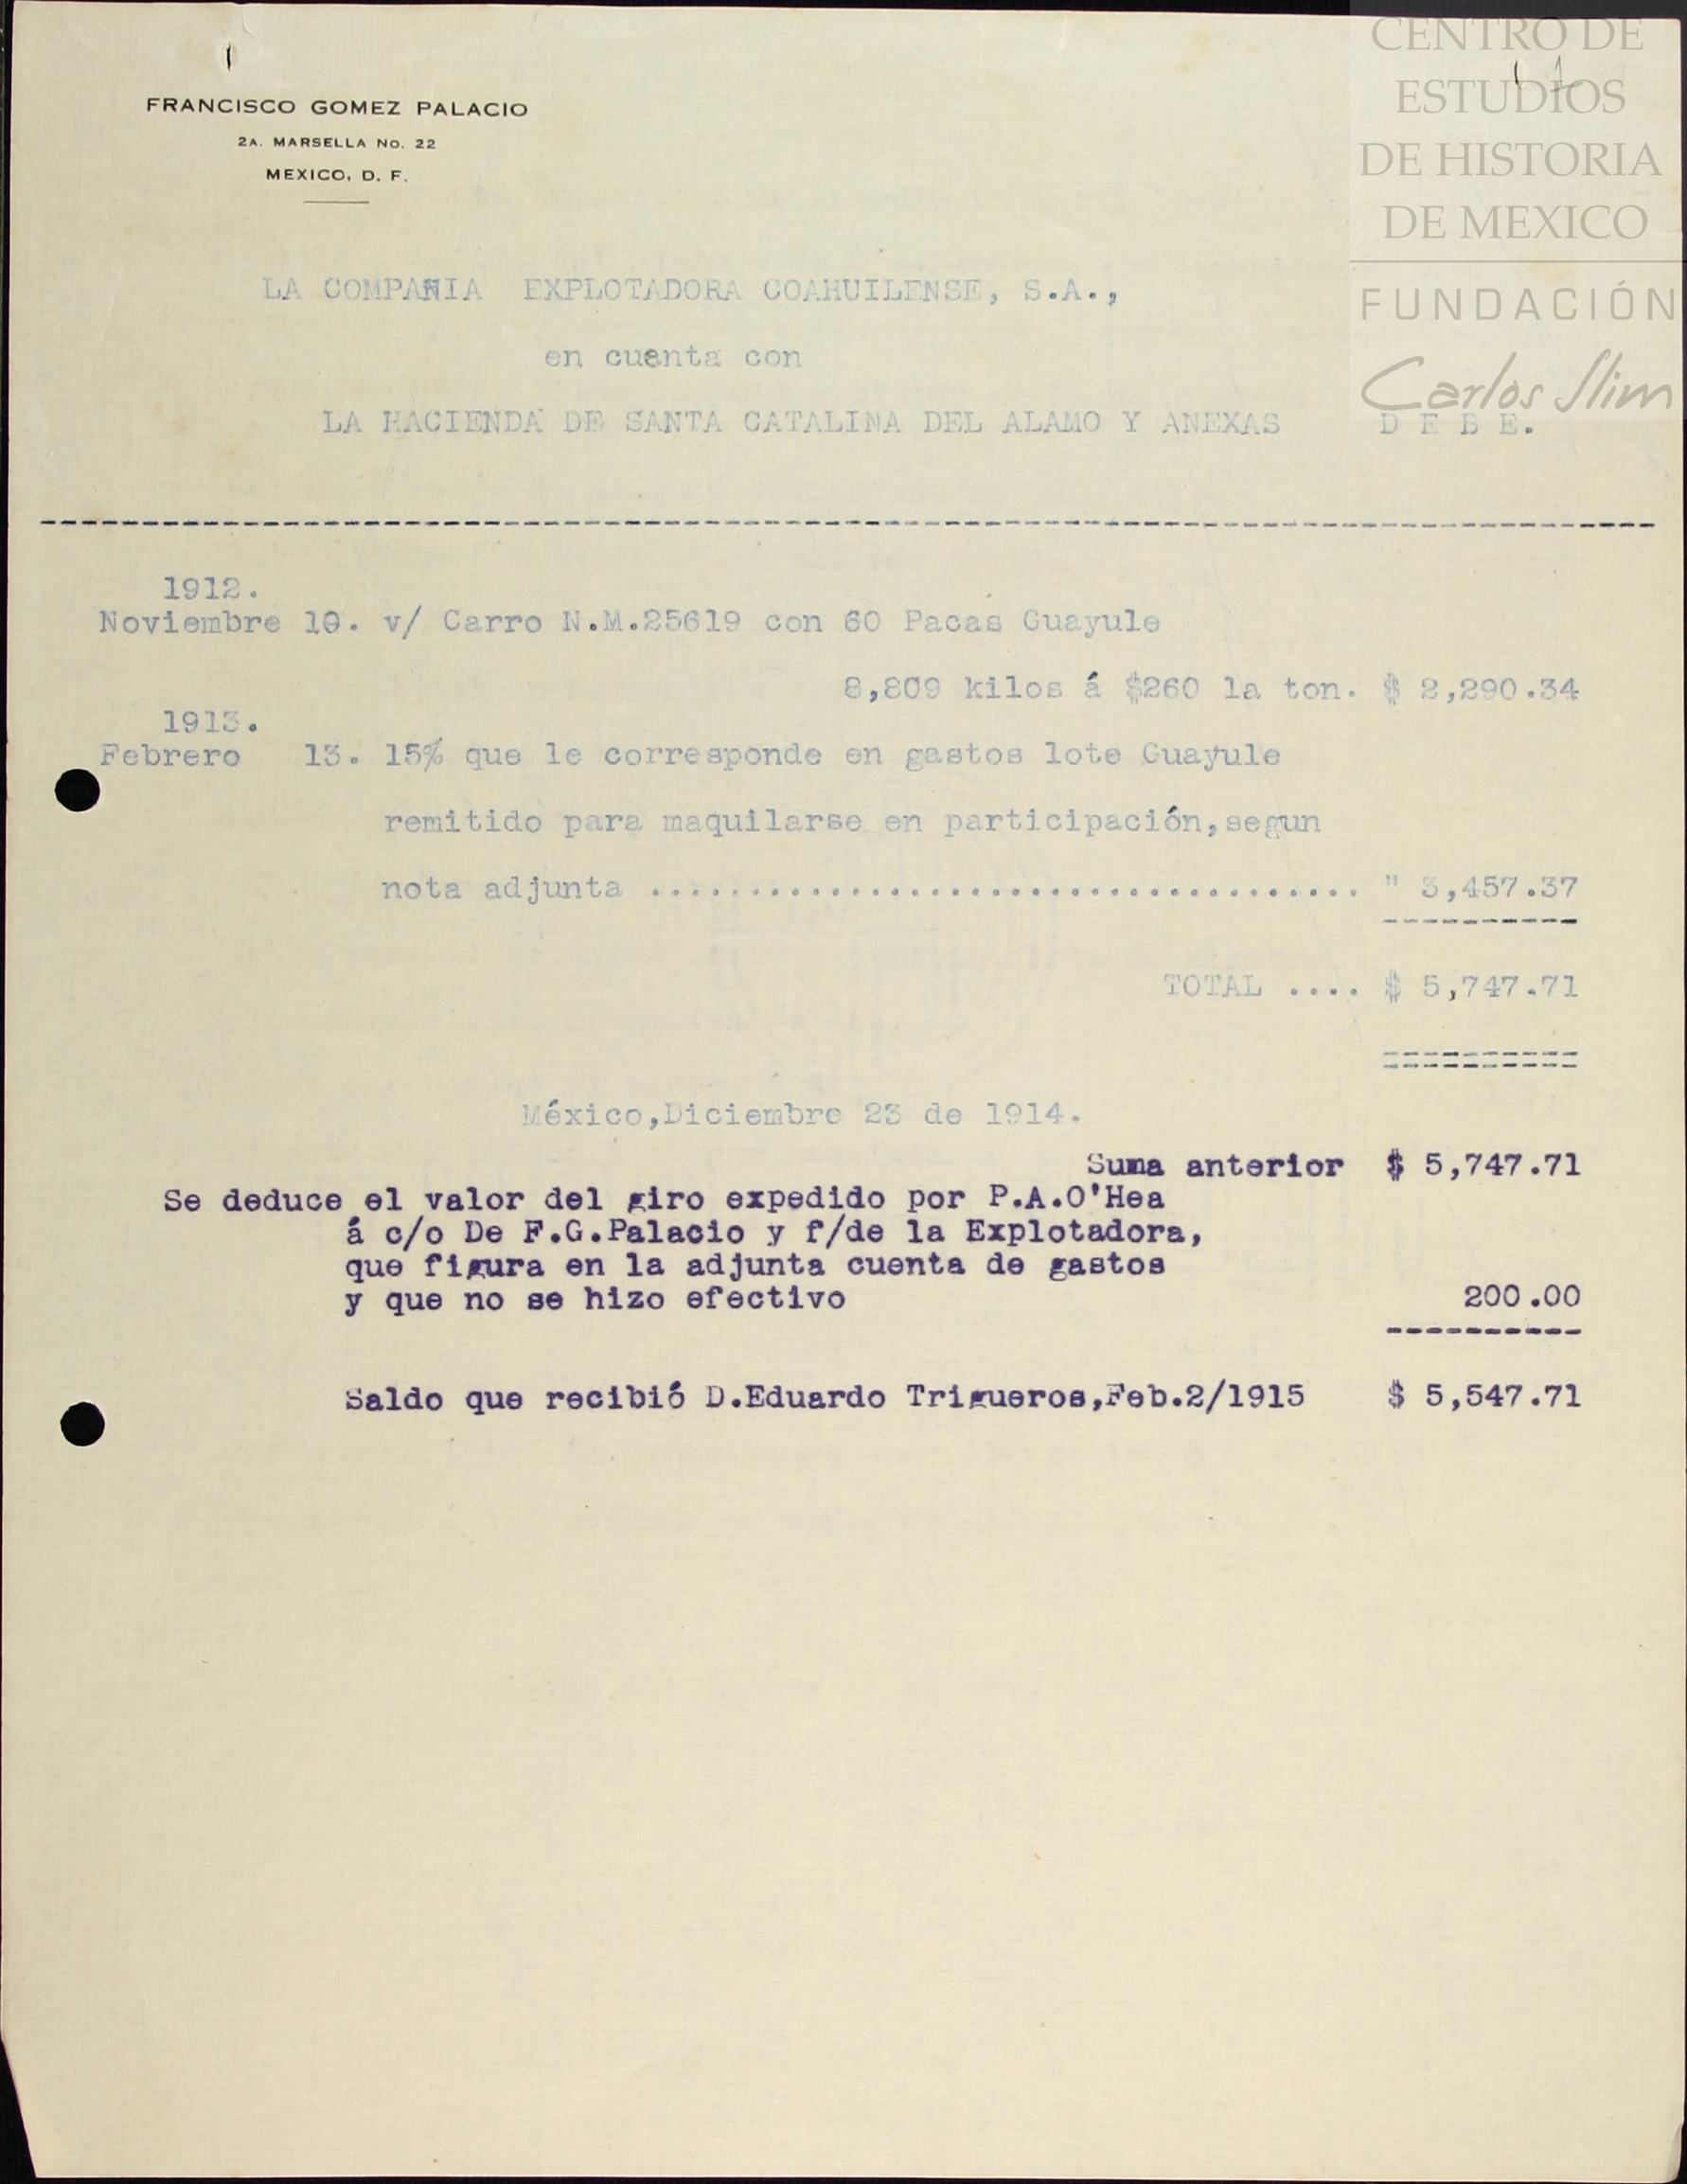 FRANCISCO GOMEZ PALACIO
2A. MARSELLA No. 22
MEXICO, D. F.
CENTRO DE
ESTUDIOS
DE HISTORIA
DE MEXICO
FUNDACIÓN
Carlos Slim
LA COMPAÑIA EXPLOTADORA COAHUILENSE, S.A.,
en cuenta con
LA HACIENDA DE SANTA CATALINA DEL ALAMO Y ANEXAS D E B E.
1912.
Noviembre 10. v/ Carro N.M.25619 con 60 Pacas Guayule
8,809 kilos á $260 la ton. $ 2,290.34
1913.
Febrero 13. 15% que le corresponde en gastos lote Guayule
remitido para maquilarse en participación,segun
nota adjunta .................................... " 3,457.37
TOTAL .... $ 5,747.71
México,Diciembre 23 de 1914.
Suma anterior $ 5,747.71
Se deduce el valor del giro expedido por P.A.O'Hea
á c/o De F.G.Palacio y f/de la Explotadora,
que figura en la adjunta cuenta de gastos
y que no se hizo efectivo 200.00
Saldo que recibió D.Eduardo Trigueros,Feb.2/1915 $ 5,547.71